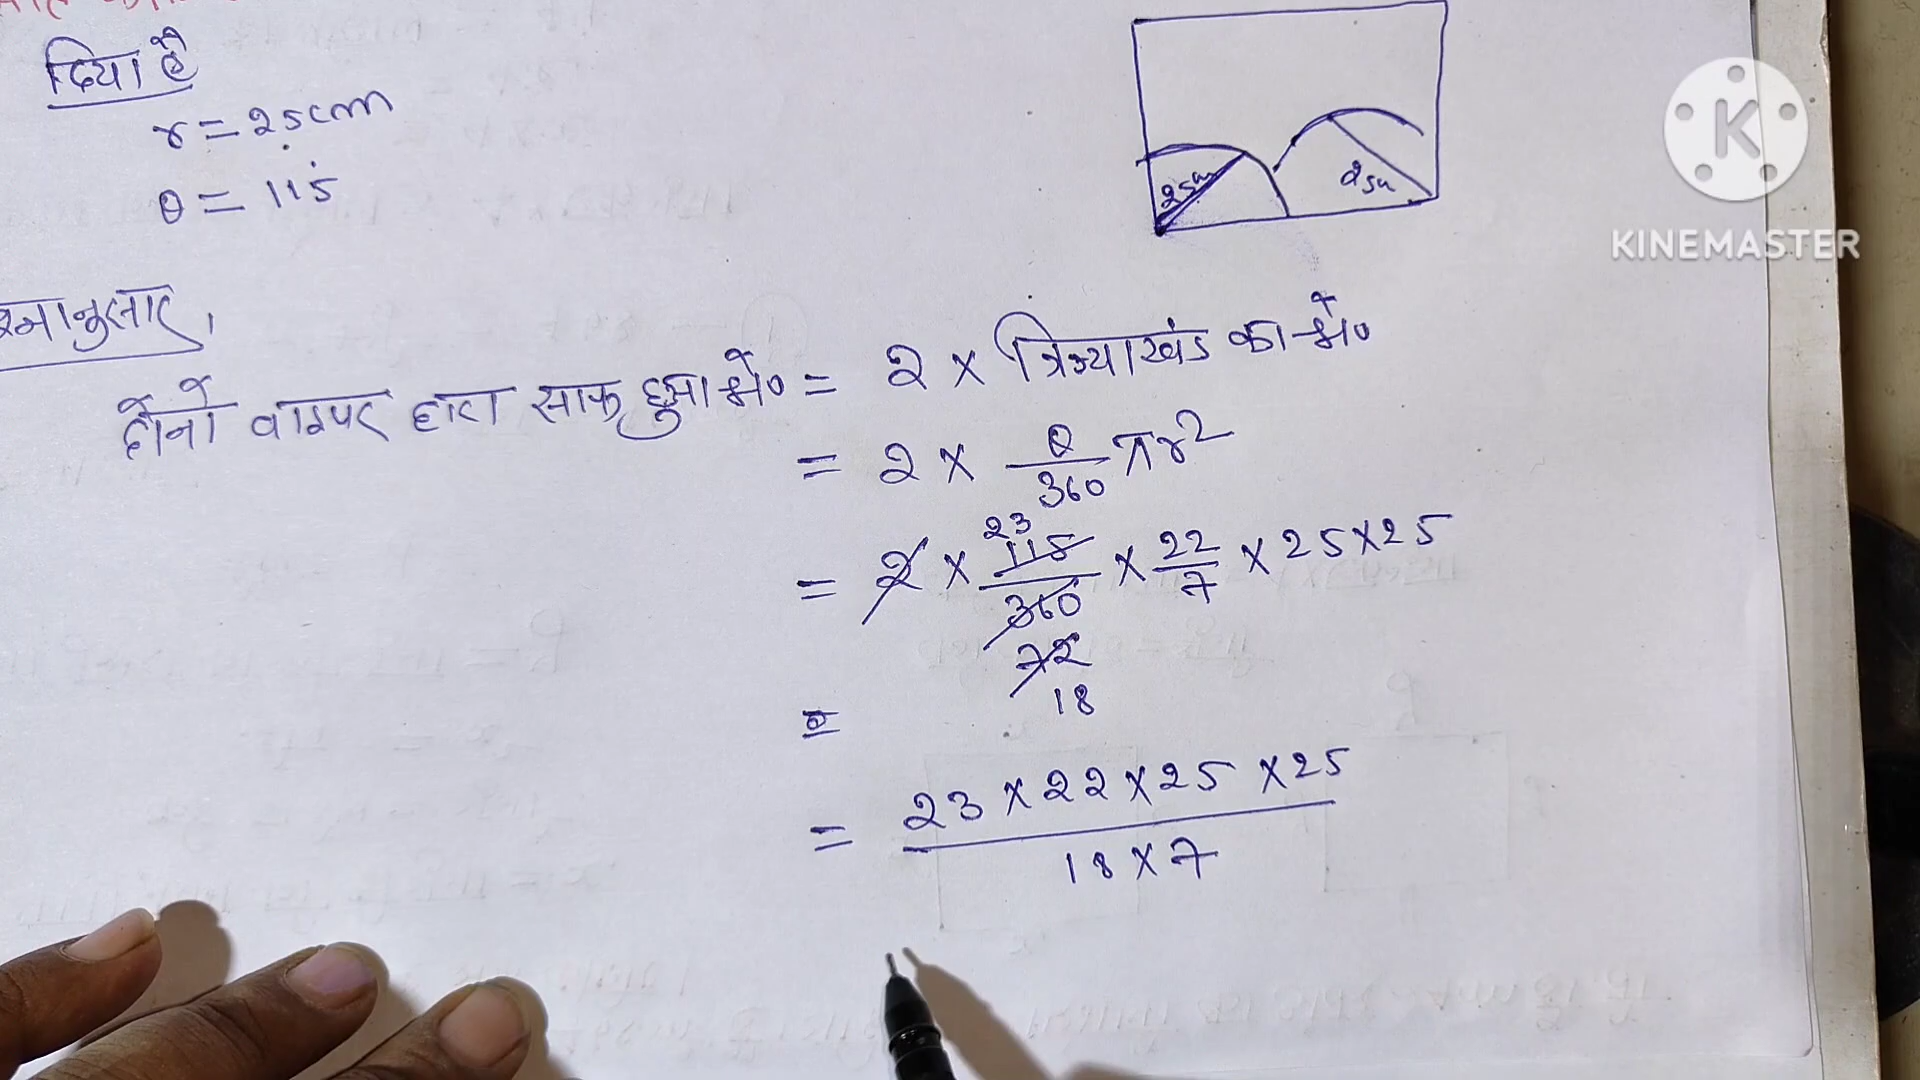 दिया है
r = 25cm
θ = 115
25cm
25cm
K
KINEMASTER
दोनों वाइपर द्वारा साफ हुआ क्षे० = 2 × त्रिज्याखंड का क्षे०
= 2 × θ/360 πr²
= 2 × 115/360 × 22/7 × 25×25
23
72
18
=
= 23 × 22 × 25 × 25 / 18 × 7